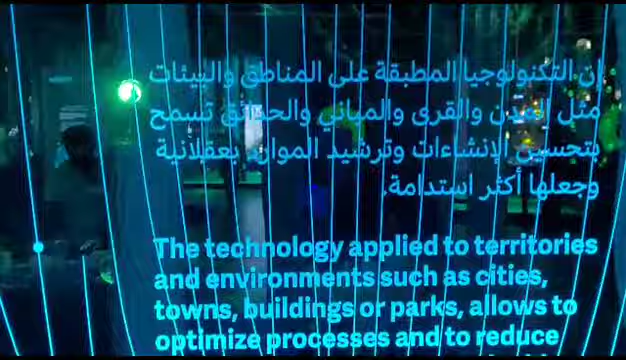 إن التكنولوجيا المطبقة على المناطق والبيئات
مثل المدن والقرى والمباني والحدائق تسمح
بتحسين الإنشاءات وترشيد الموارد بعقلانية
وجعلها أكثر استدامة.
The technology applied to territories
and environments such as cities,
towns, buildings or parks, allows to
optimize processes and to reduce